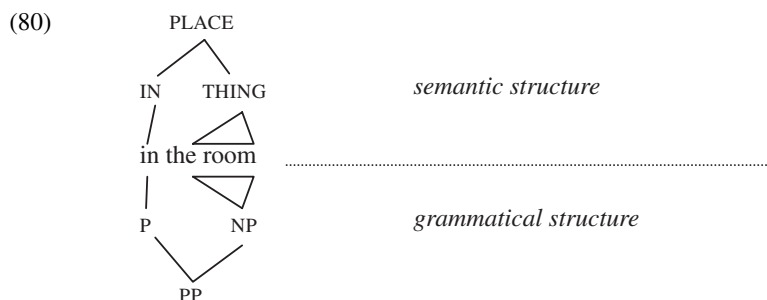 (80) PLACE
IN THING semantic structure
in the room
P NP grammatical structure
PP